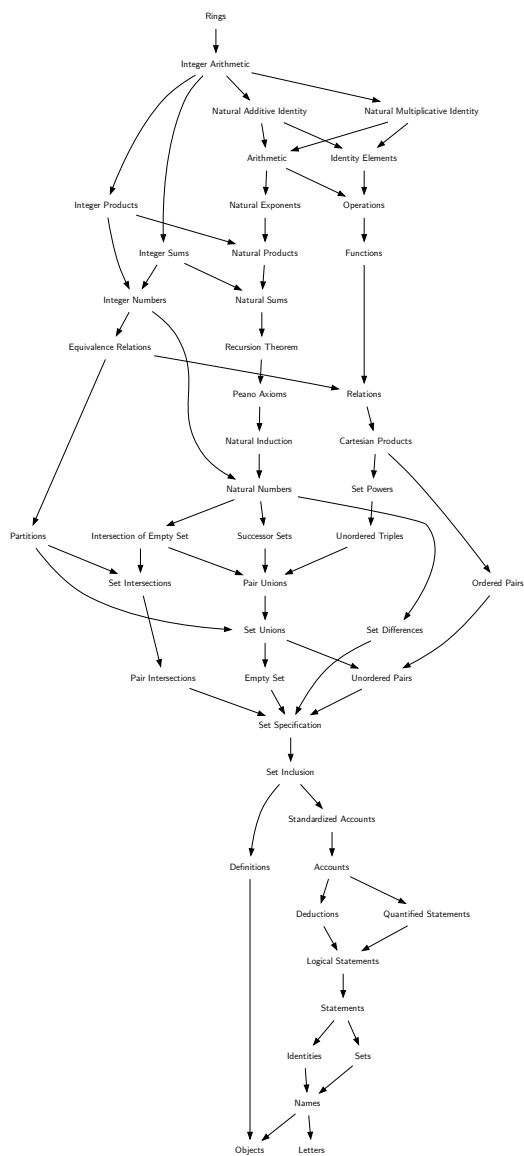 Rings
Integer Arithmetic
Natural Additive Identity
Natural Multiplicative Identity
Arithmetic
Identity Elements
Integer Products
Natural Exponents
Operations
Integer Sums
Natural Products
Functions
Integer Numbers
Natural Sums
Equivalence Relations
Recursion Theorem
Peano Axioms
Relations
Natural Induction
Cartesian Products
Natural Numbers
Set Powers
Partitions
Intersection of Empty Set
Successor Sets
Unordered Triples
Set Intersections
Pair Unions
Ordered Pairs
Set Unions
Set Differences
Pair Intersections
Empty Set
Unordered Pairs
Set Specification
Set Inclusion
Standardized Accounts
Definitions
Accounts
Deductions
Quantified Statements
Logical Statements
Statements
Identities
Sets
Names
Objects
Letters